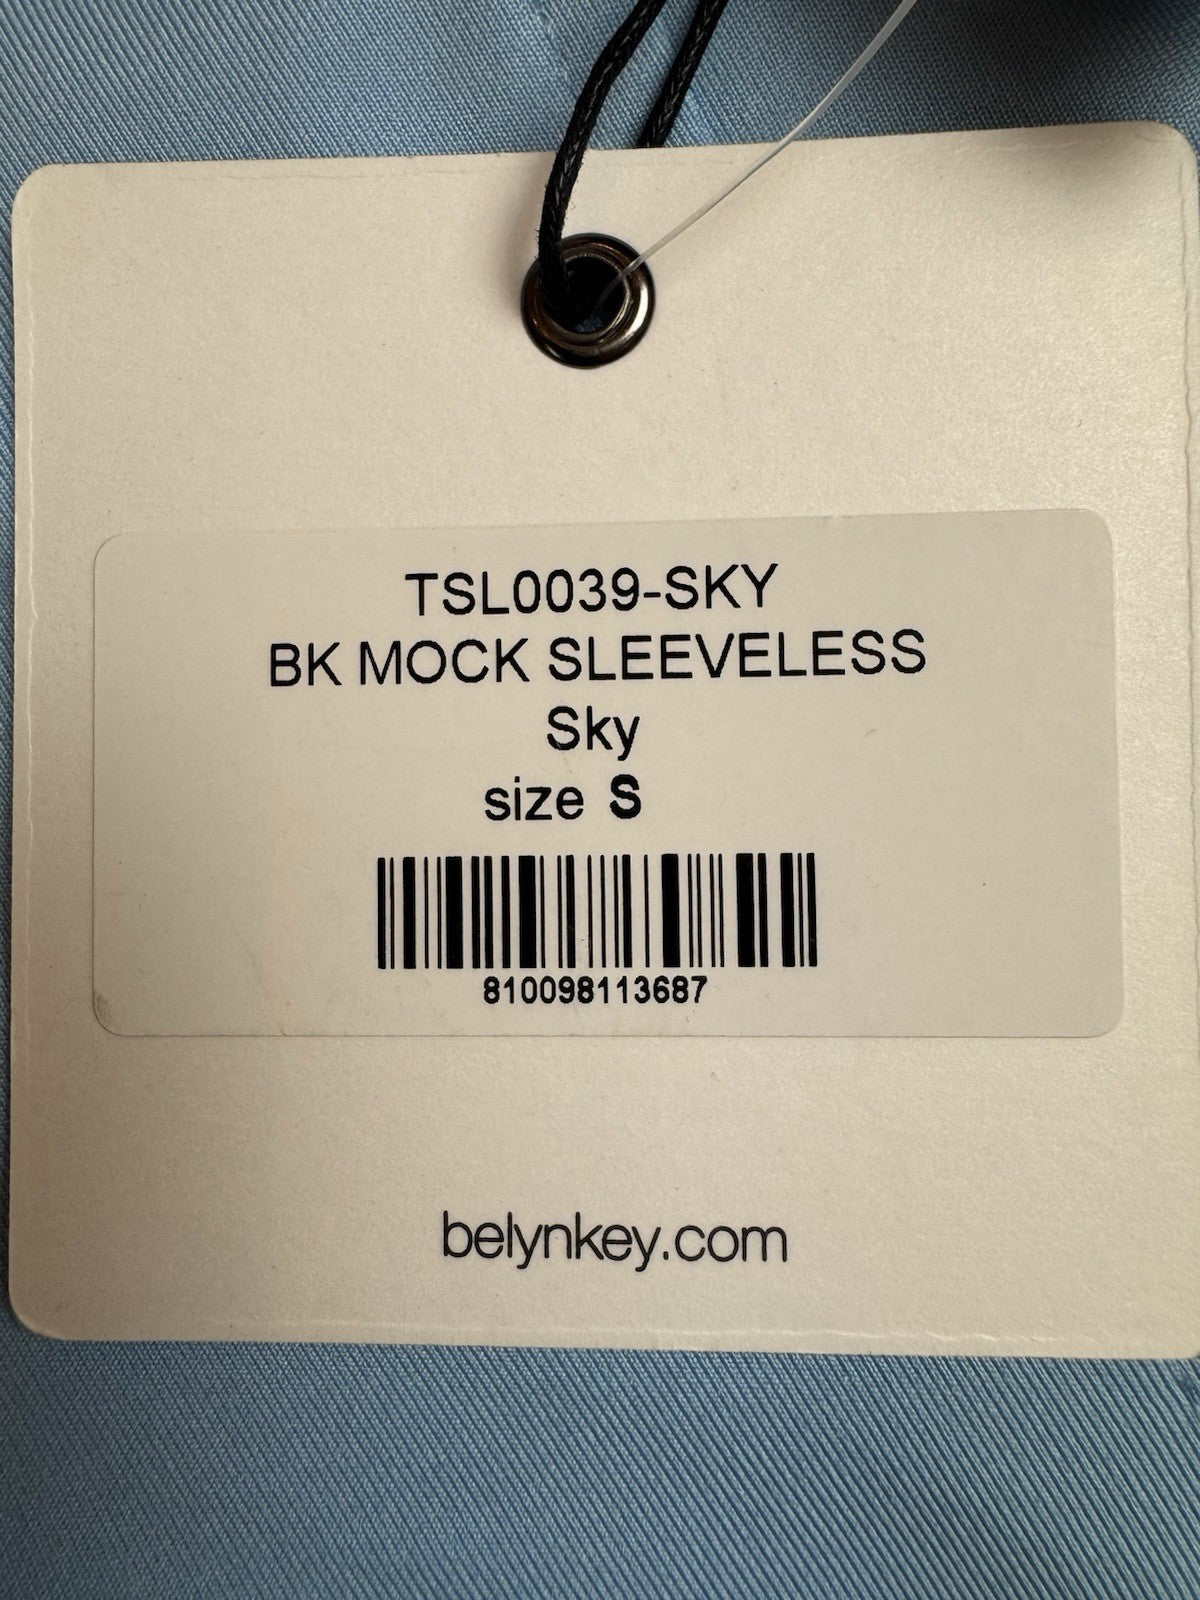 TSL0039-SKY
BK MOCK SLEEVELESS
Sky
size S
810098113687
belynkey.com